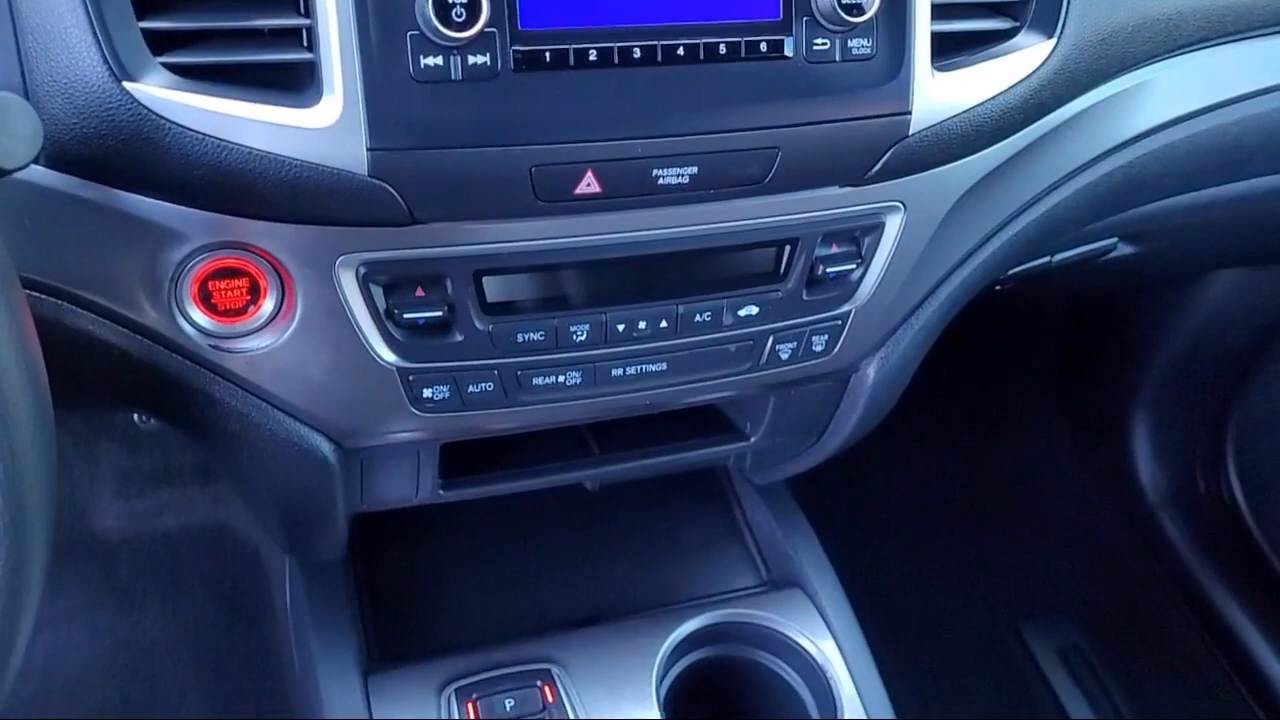 VOL
1 2 3 4 5 6
MENU
CLOCK
PASSENGER
AIRBAG
ENGINE
START
STOP
SYNC
MODE
A/C
FRONT
REAR
ON/
OFF
AUTO
REAR ON/
OFF
RR SETTINGS
P